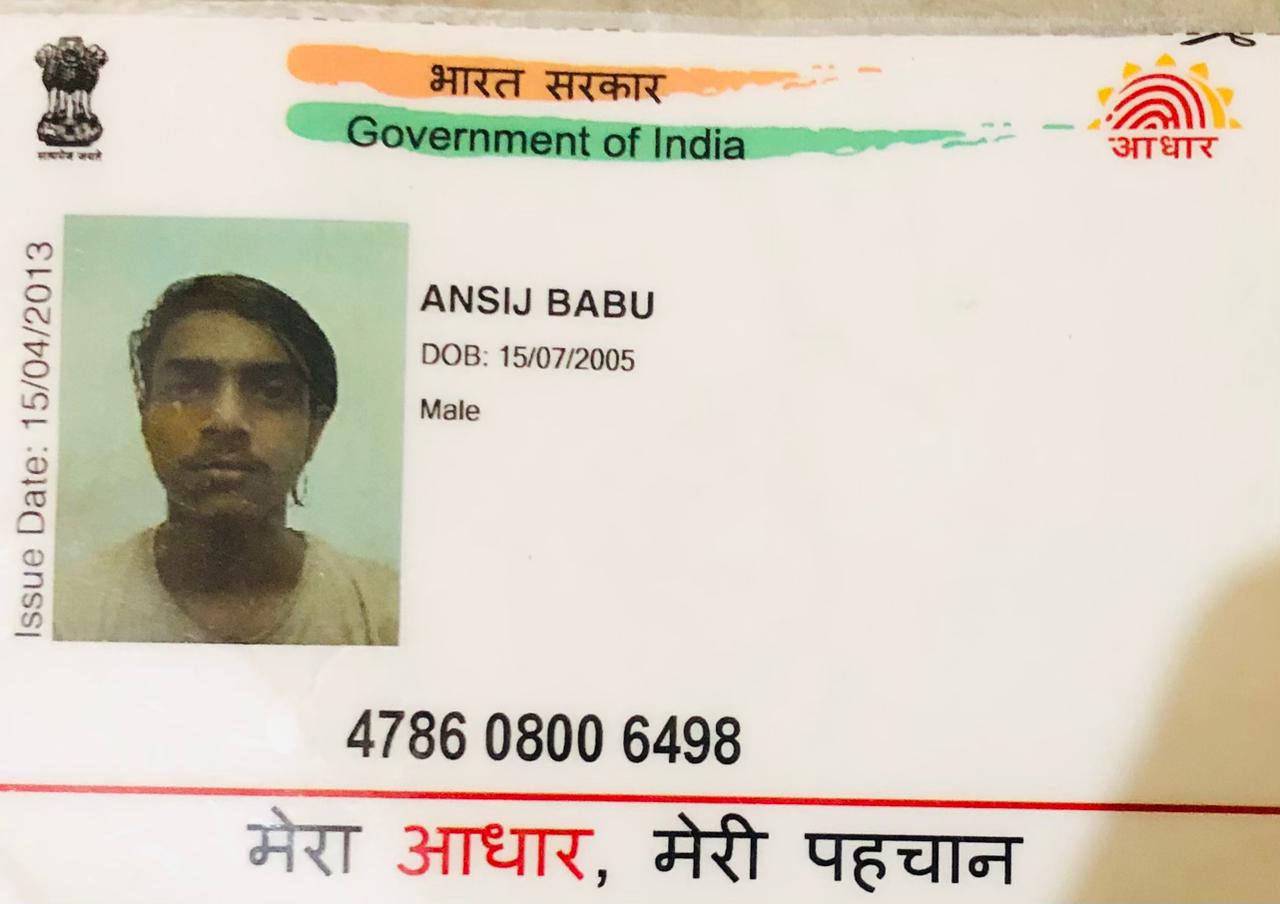 भारत सरकार
Government of India
सत्यमेव जयते
आधार
Issue Date: 15/04/2013
ANSIJ BABU
DOB: 15/07/2005
Male
4786 0800 6498
मेरा आधार, मेरी पहचान